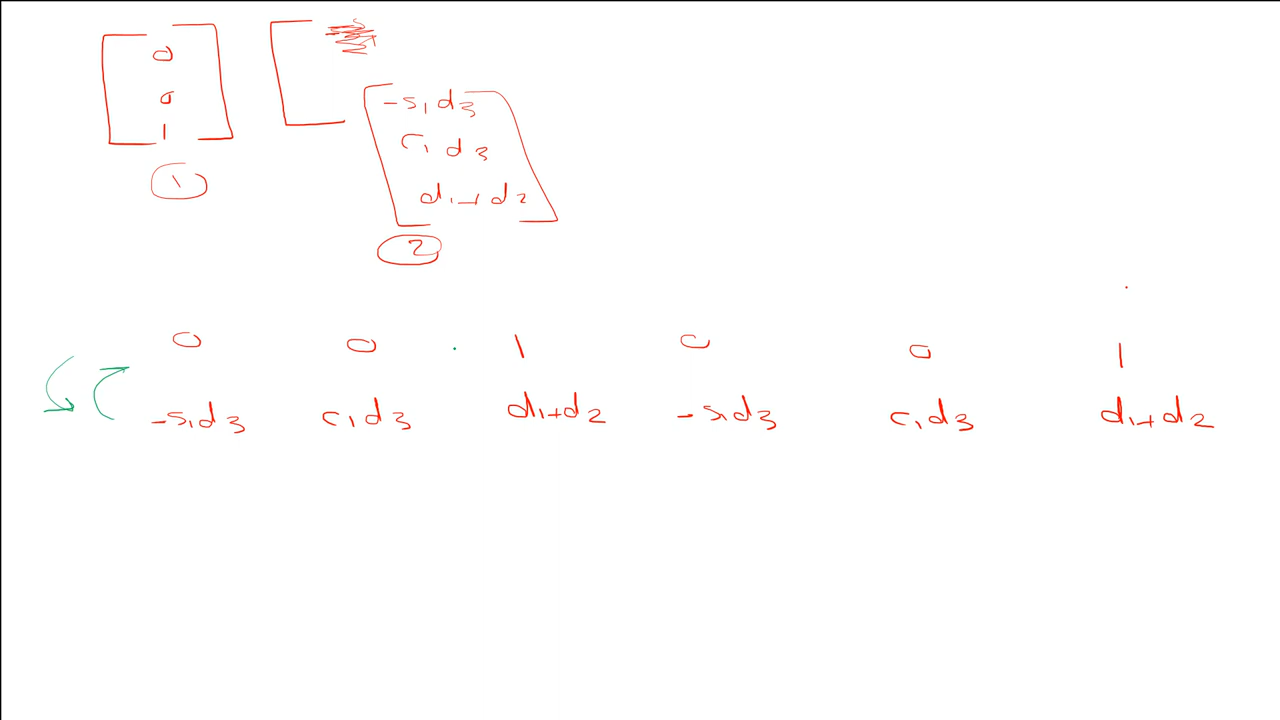 0
0
1
①
-s₁d₃
c₁d₃
d₁+d₂
②
0 0 1 0 0 1
-s₁d₃ c₁d₃ d₁+d₂ -s₁d₃ c₁d₃ d₁+d₂